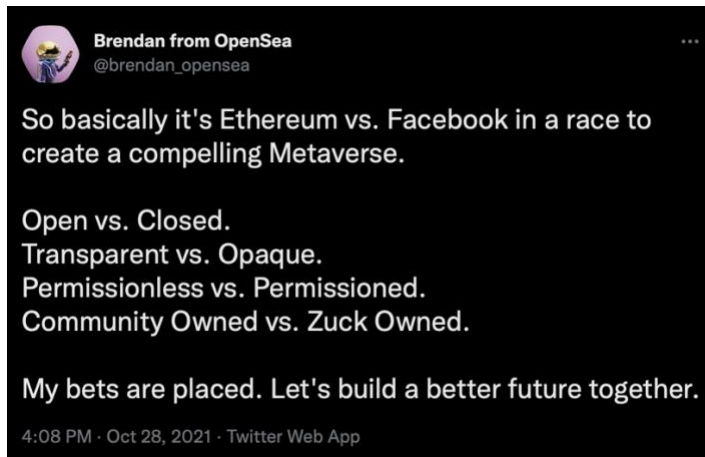 Brendan from OpenSea
@brendan_opensea
So basically it's Ethereum vs. Facebook in a race to
create a compelling Metaverse.
Open vs. Closed.
Transparent vs. Opaque.
Permissionless vs. Permissioned.
Community Owned vs. Zuck Owned.
My bets are placed. Let's build a better future together.
4:08 PM · Oct 28, 2021 · Twitter Web App